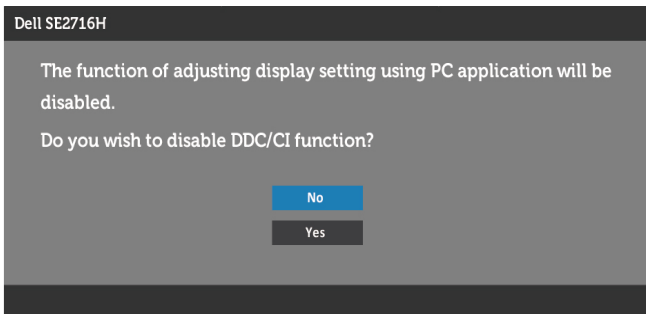 Dell SE2716H
The function of adjusting display setting using PC application will be
disabled.
Do you wish to disable DDC/CI function?
No
Yes